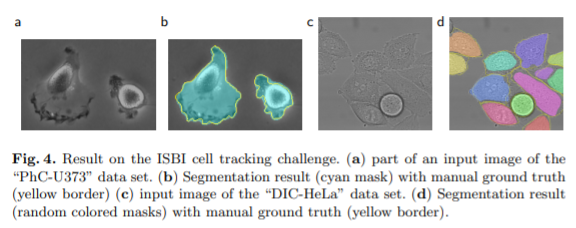 a b c d
Fig. 4. Result on the ISBI cell tracking challenge. (a) part of an input image of the
“PhC-U373” data set. (b) Segmentation result (cyan mask) with manual ground truth
(yellow border) (c) input image of the “DIC-HeLa” data set. (d) Segmentation result
(random colored masks) with manual ground truth (yellow border).